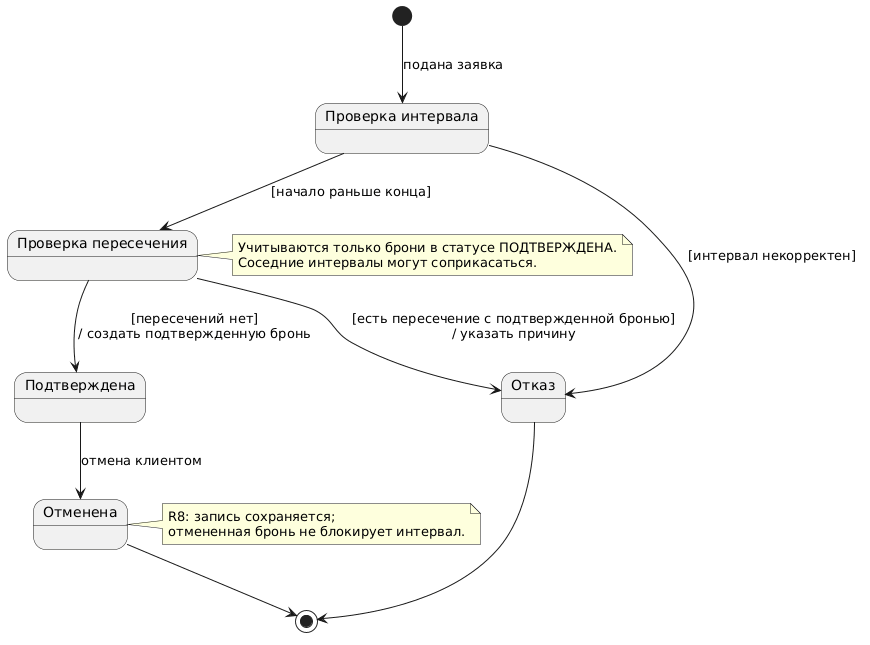 подана заявка
Проверка интервала
[начало раньше конца]
Проверка пересечения
Учитываются только брони в статусе ПОДТВЕРЖДЕНА.
Соседние интервалы могут соприкасаться.
[интервал некорректен]
[пересечений нет]
/ создать подтвержденную бронь
[есть пересечение с подтвержденной бронью]
/ указать причину
Подтверждена
Отказ
отмена клиентом
Отменена
R8: запись сохраняется;
отмененная бронь не блокирует интервал.